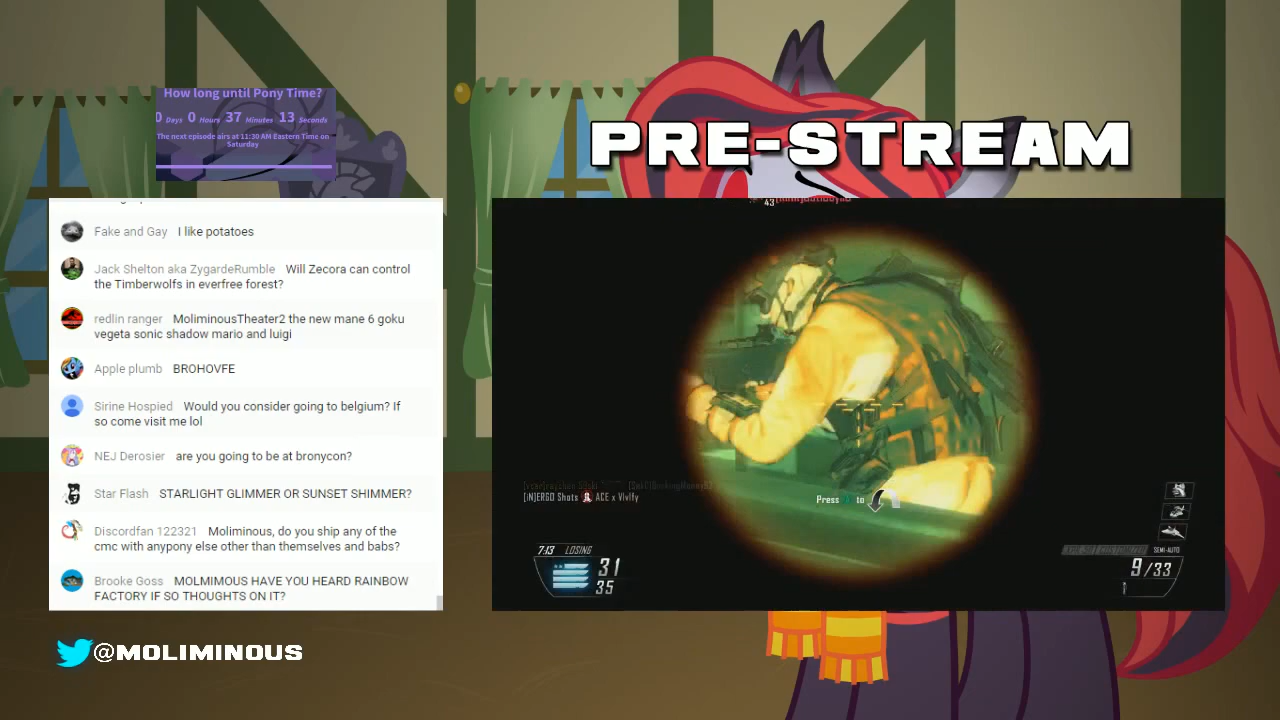 How long until Pony Time?
0 Days 0 Hours 37 Minutes 13 Seconds
The next episode airs at 11:30 AM Eastern Time on
Saturday
PRE-STREAM
Fake and Gay I like potatoes
Jack Shelton aka ZygardeRumble Will Zecora can control
the Timberwolfs in everfree forest?
redlin ranger MoliminousTheater2 the new mane 6 goku
vegeta sonic shadow mario and luigi
Apple plumb BROHOVFE
Sirine Hospied Would you consider going to belgium? If
so come visit me lol
NEJ Derosier are you going to be at bronycon?
Star Flash STARLIGHT GLIMMER OR SUNSET SHIMMER?
Discordfan 122321 Moliminous, do you ship any of the
cmc with anypony else other than themselves and babs?
Brooke Goss MOLMIMOUS HAVE YOU HEARD RAINBOW
FACTORY IF SO THOUGHTS ON IT?
43
[iN]ERGO Shots ACE x Vivify
Press to
7:13 LOSING
31
35
SEMI-AUTO
9/33
@MOLIMINOUS